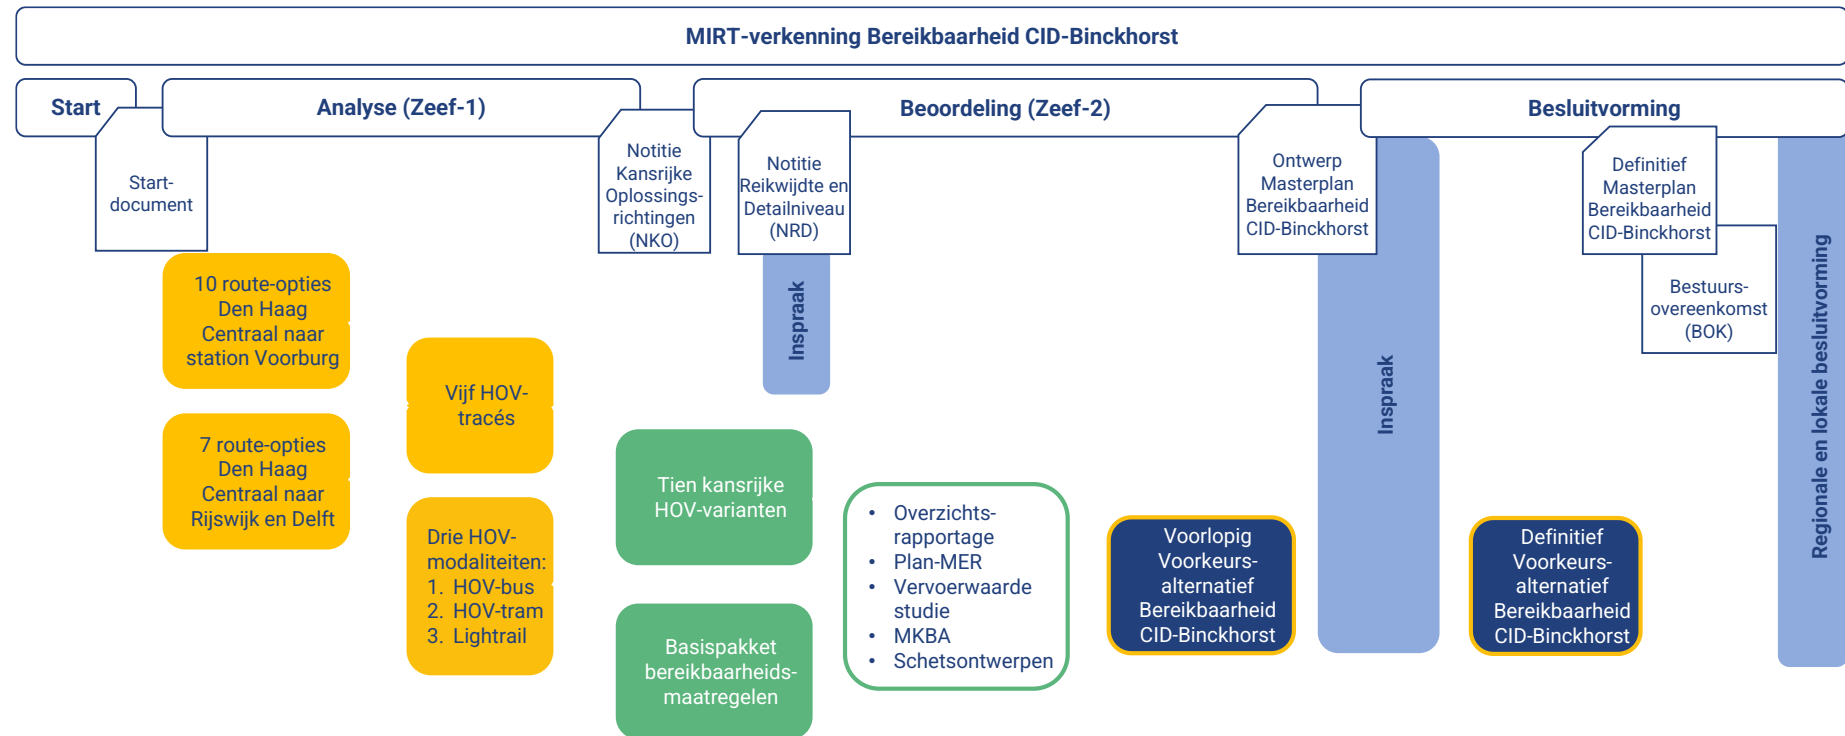 MIRT-verkenning Bereikbaarheid CID-Binckhorst
Start
Analyse (Zeef-1)
Beoordeling (Zeef-2)
Besluitvorming
Start-
document
Notitie
Kansrijke
Oplossings-
richtingen
(NKO)
Notitie
Reikwijdte en
Detailniveau
(NRD)
Inspraak
Ontwerp
Masterplan
Bereikbaarheid
CID-Binckhorst
Inspraak
Definitief
Masterplan
Bereikbaarheid
CID-Binckhorst
Bestuurs-
overeenkomst
(BOK)
Regionale en lokale besluitvorming
10 route-opties
Den Haag
Centraal naar
station Voorburg
7 route-opties
Den Haag
Centraal naar
Rijswijk en Delft
Vijf HOV-
tracés
Drie HOV-
modaliteiten:
1. HOV-bus
2. HOV-tram
3. Lightrail
Tien kansrijke
HOV-varianten
Basispakket
bereikbaarheids-
maatregelen
• Overzichts-
rapportage
• Plan-MER
• Vervoerwaarde
studie
• MKBA
• Schetsontwerpen
Voorlopig
Voorkeurs-
alternatief
Bereikbaarheid
CID-Binckhorst
Definitief
Voorkeurs-
alternatief
Bereikbaarheid
CID-Binckhorst